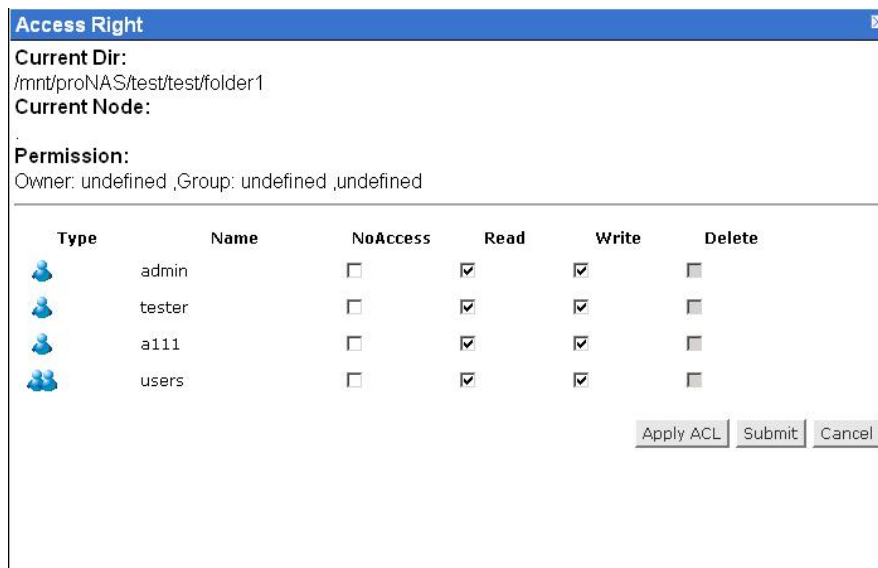 Access Right
Current Dir:
/mnt/proNAS/test/test/folder1
Current Node:
.
Permission:
Owner: undefined ,Group: undefined ,undefined
Type Name NoAccess Read Write Delete
admin
tester
a111
users
Apply ACL Submit Cancel